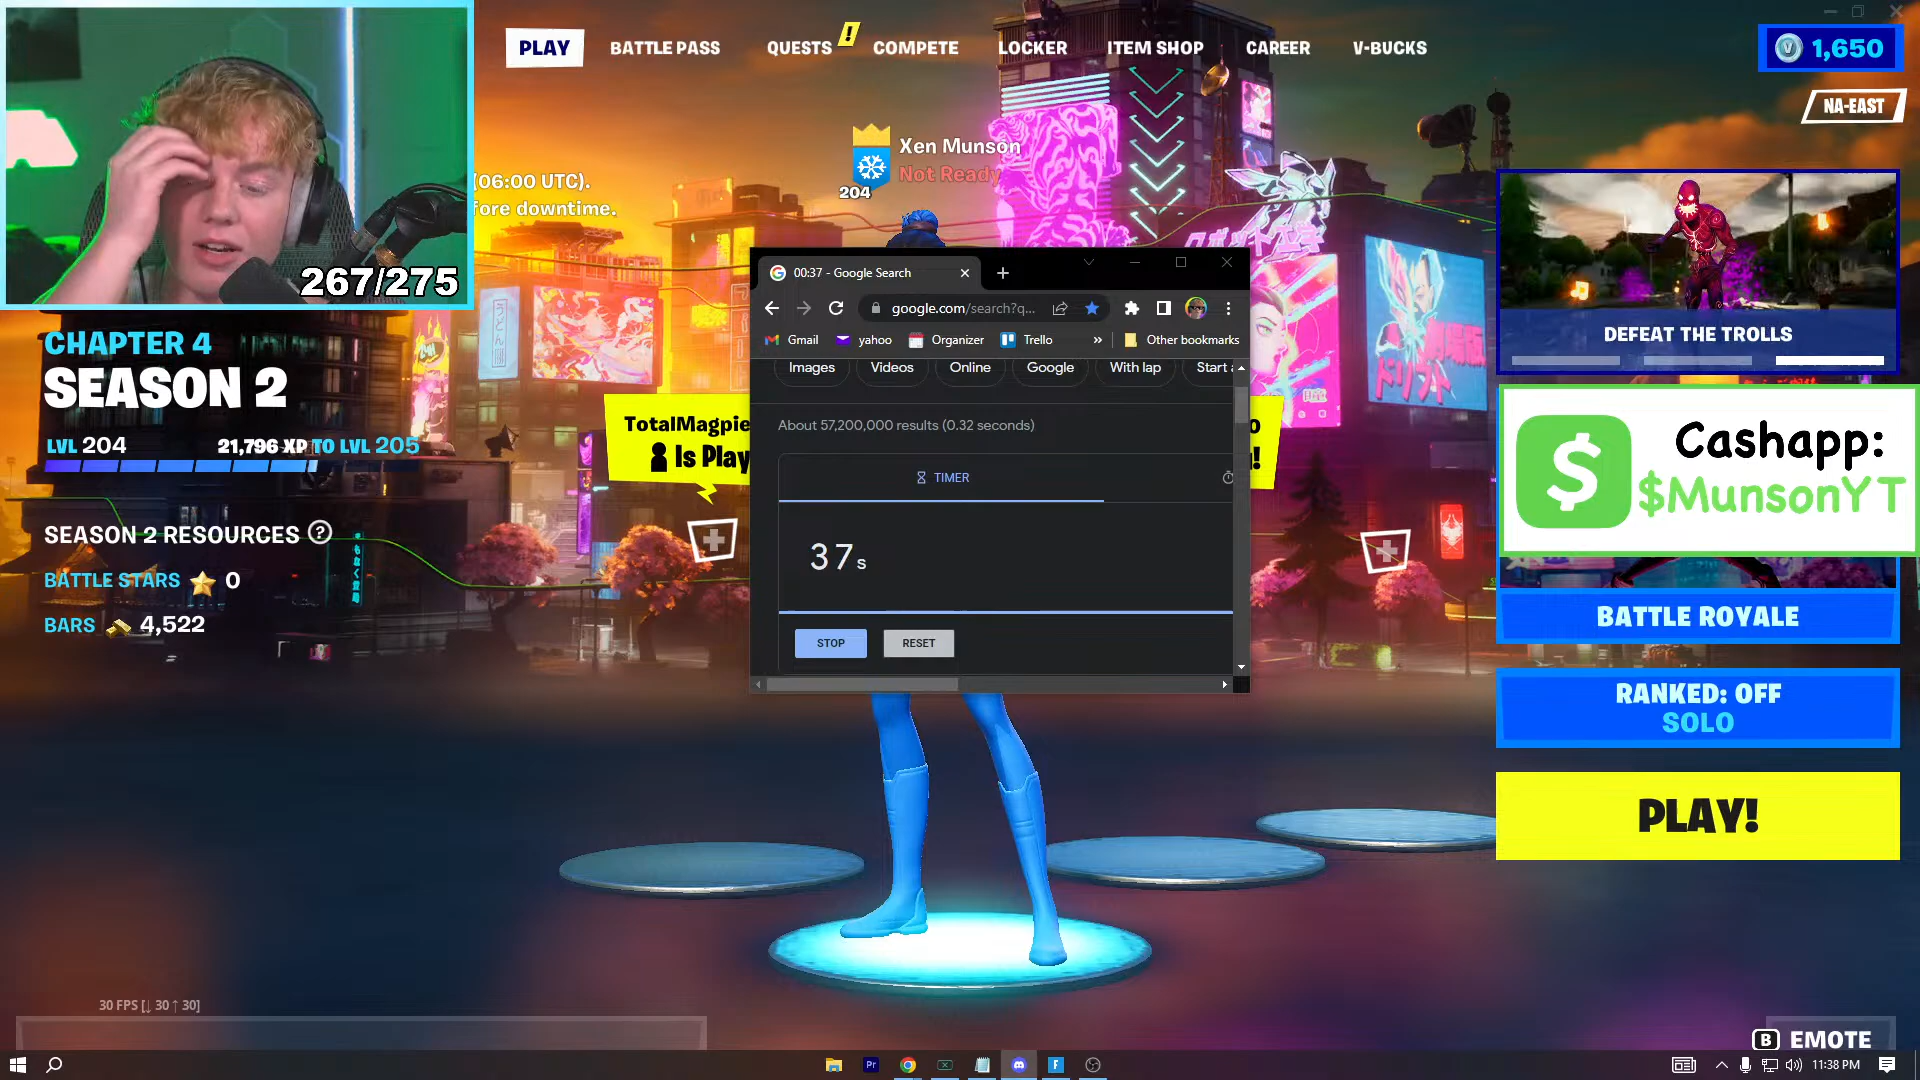 PLAY
BATTLE PASS
QUESTS
!
COMPETE
LOCKER
ITEM SHOP
CAREER
V-BUCKS
1,650
NA-EAST
267/275
(06:00 UTC).
fore downtime.
Xen Munson
Not Ready
204
CHAPTER 4
SEASON 2
LVL 204
21,796 XP TO LVL 205
SEASON 2 RESOURCES ?
BATTLE STARS 0
BARS 4,522
TotalMagpie
Is Play
00:37 - Google Search
google.com/search?q...
Gmail
yahoo
Organizer
Trello
»
Other bookmarks
Images
Videos
Online
Google
With lap
Start
About 57,200,000 results (0.32 seconds)
TIMER
37s
STOP
RESET
DEFEAT THE TROLLS
Cashapp:
$MunsonYT
BATTLE ROYALE
RANKED: OFF
SOLO
PLAY!
30 FPS [↓ 30 ↑ 30]
B EMOTE
Pr
11:38 PM